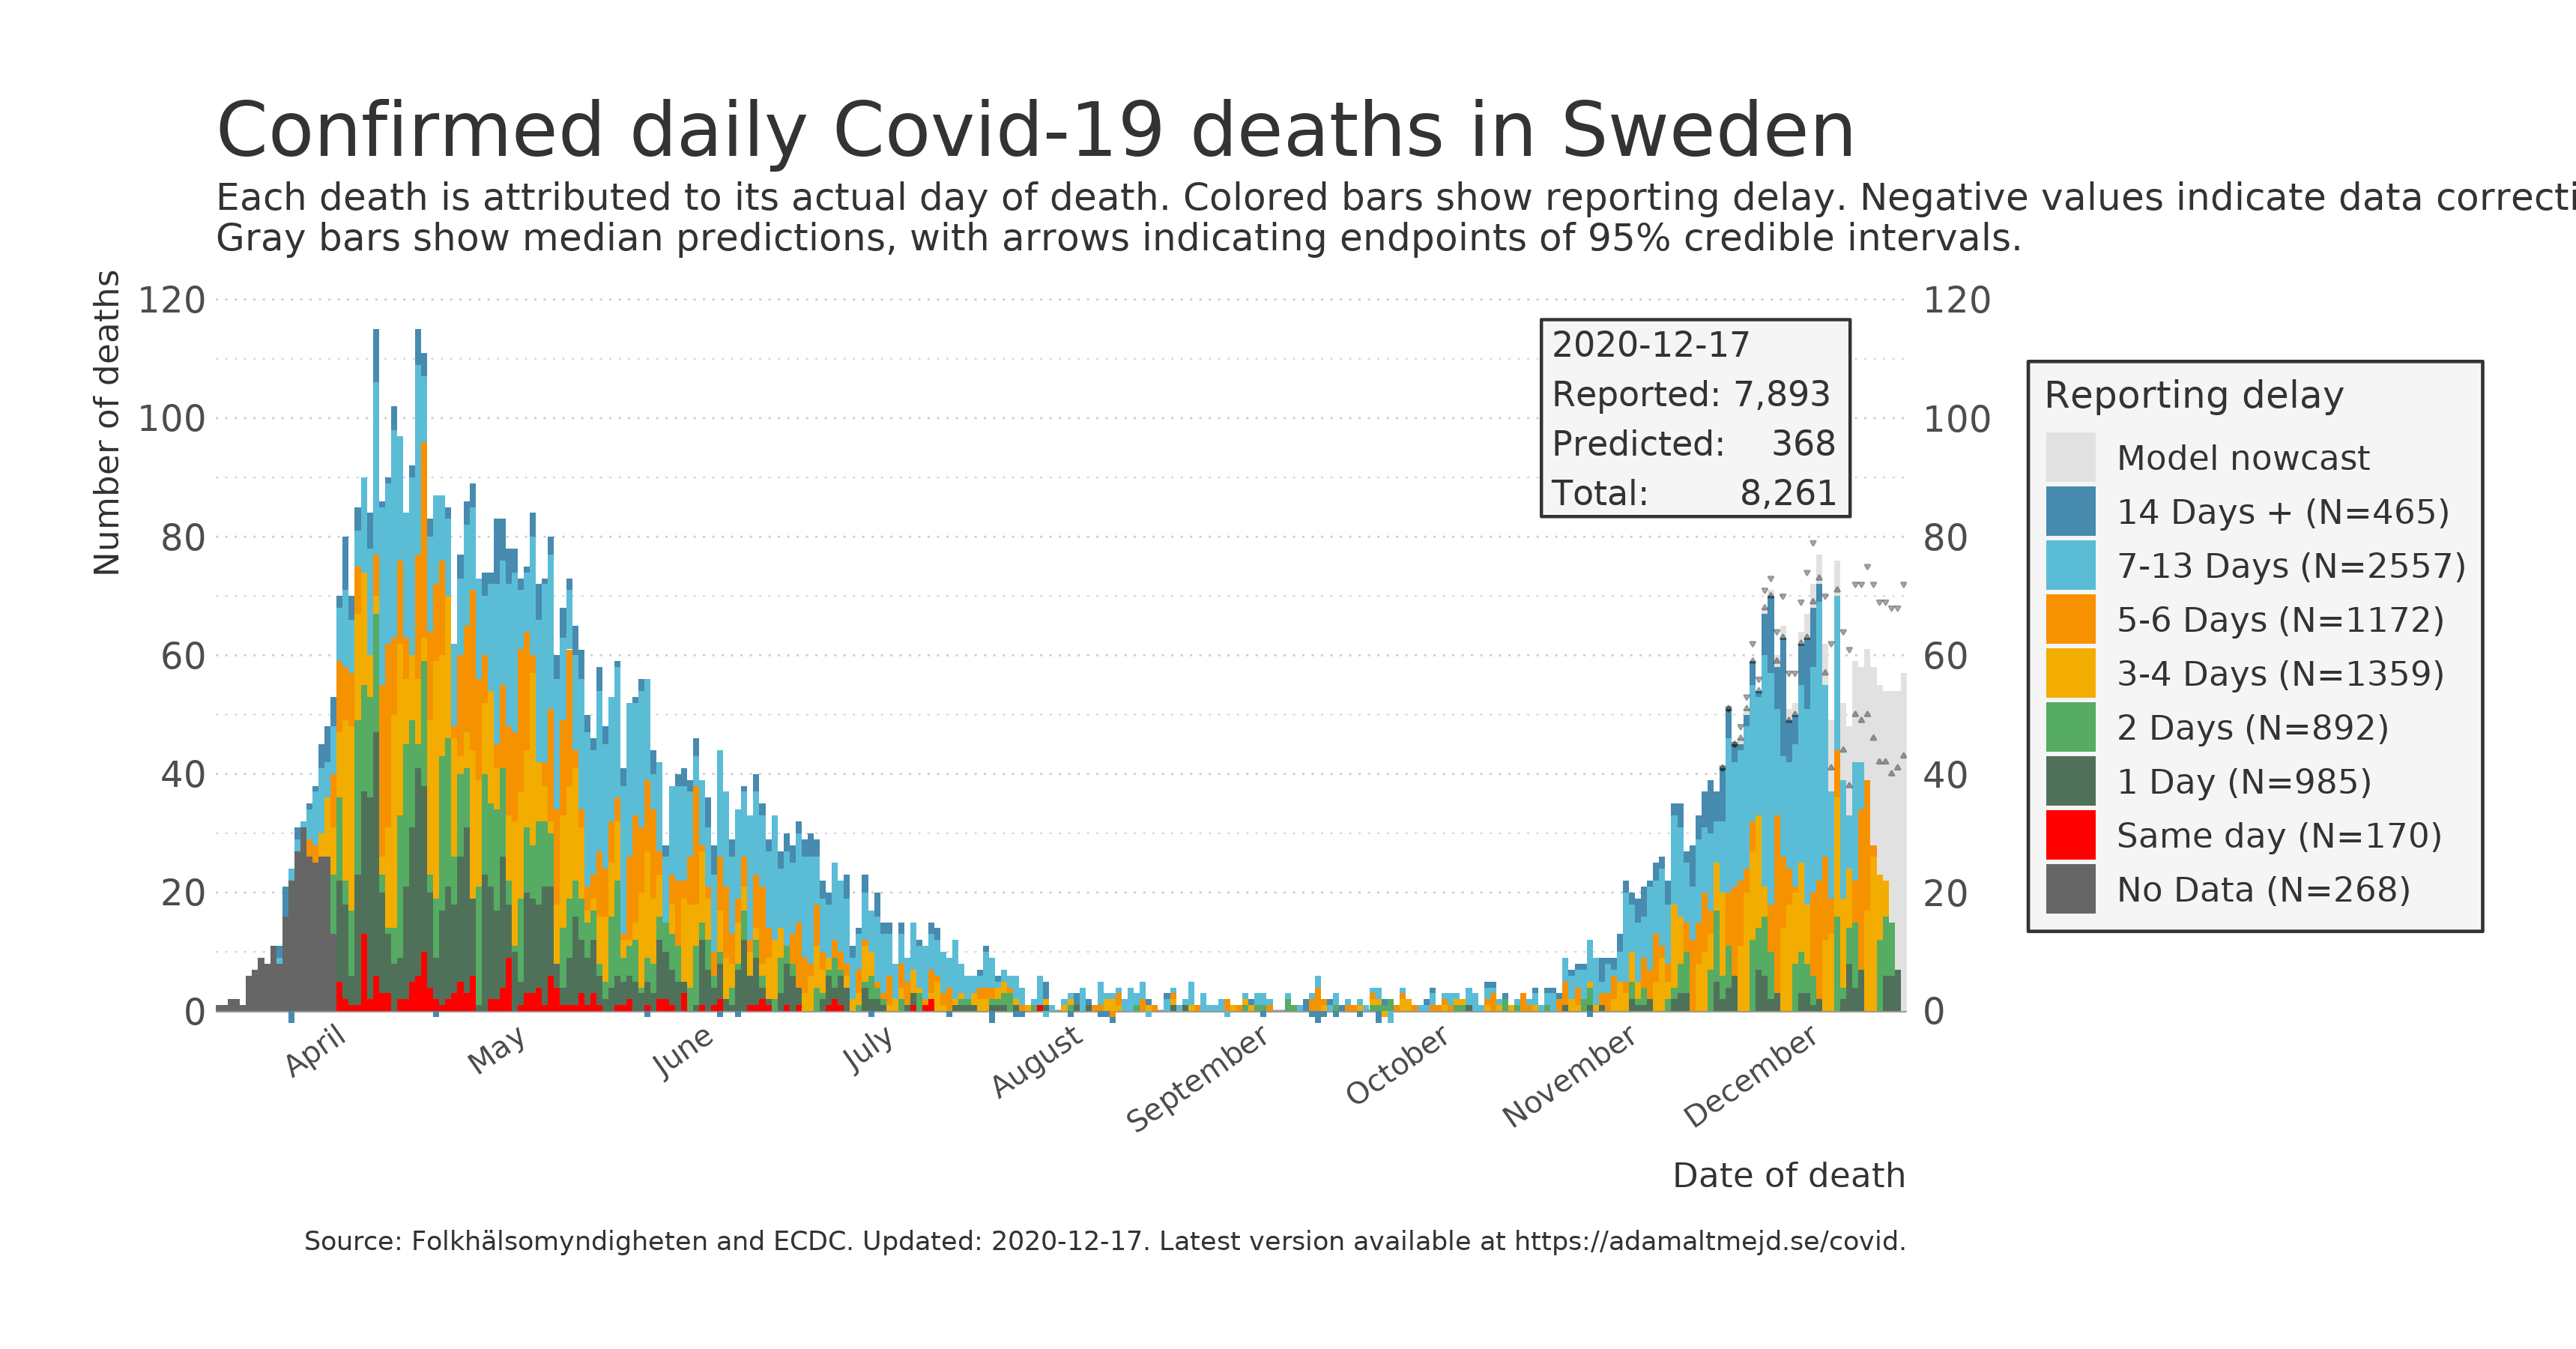 Confirmed daily Covid-19 deaths in Sweden
Each death is attributed to its actual day of death. Colored bars show reporting delay. Negative values indicate data correcti
Gray bars show median predictions, with arrows indicating endpoints of 95% credible intervals.
Number of deaths
120
100
80
60
40
20
0
120
100
80
60
40
20
0
2020-12-17
Reported: 7,893
Predicted: 368
Total: 8,261
Reporting delay
Model nowcast
14 Days + (N=465)
7-13 Days (N=2557)
5-6 Days (N=1172)
3-4 Days (N=1359)
2 Days (N=892)
1 Day (N=985)
Same day (N=170)
No Data (N=268)
April
May
June
July
August
September
October
November
December
Date of death
Source: Folkhälsomyndigheten and ECDC. Updated: 2020-12-17. Latest version available at https://adamaltmejd.se/covid.